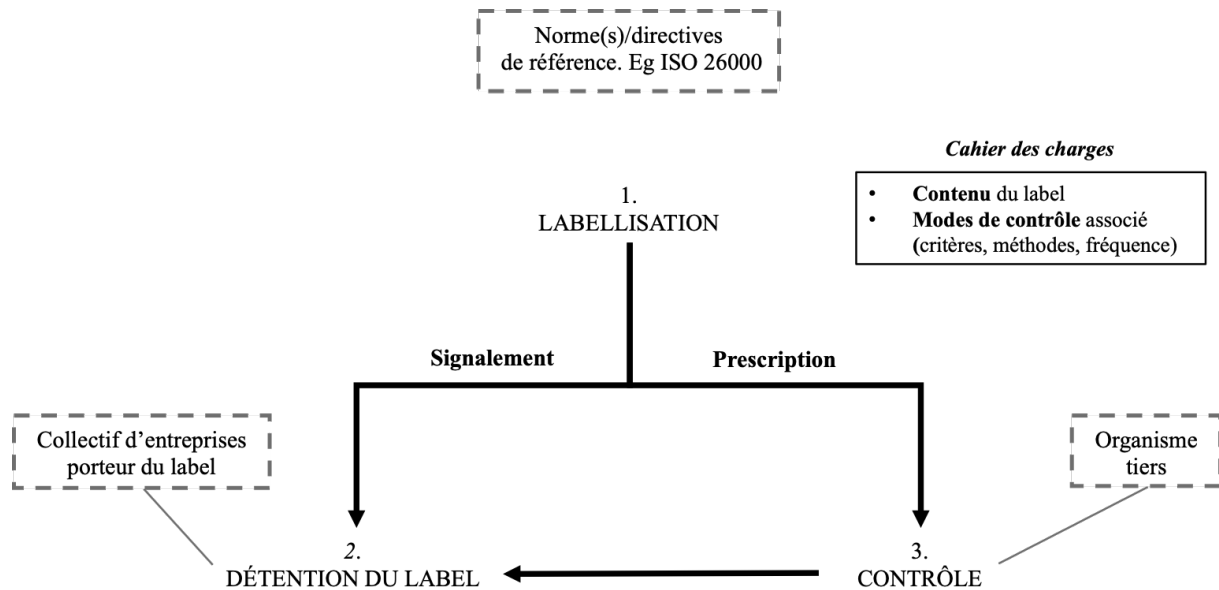 Norme(s)/directives
de référence. Eg ISO 26000
Cahier des charges
• Contenu du label
• Modes de contrôle associé
(critères, méthodes, fréquence)
1.
LABELLISATION
Signalement
Prescription
Collectif d’entreprises
porteur du label
Organisme
tiers
2.
DÉTENTION DU LABEL
3.
CONTRÔLE